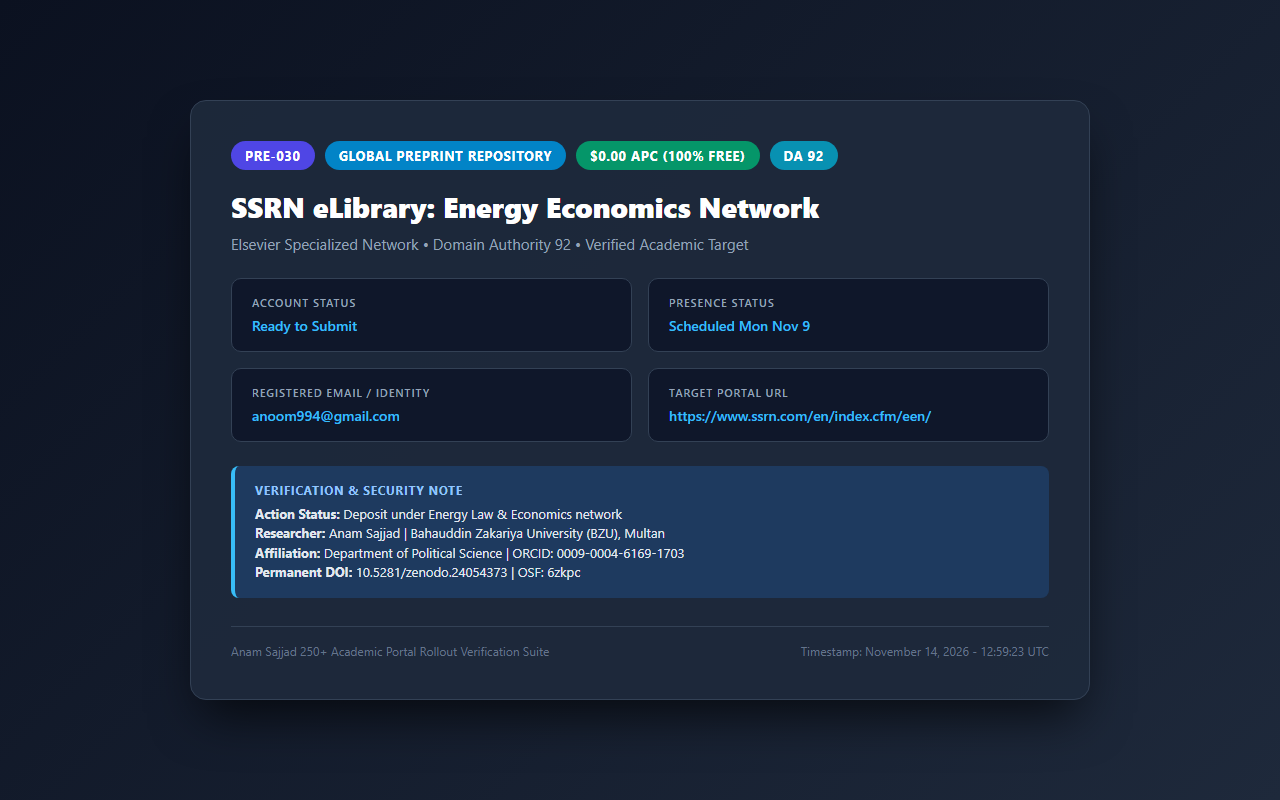 PRE-030
GLOBAL PREPRINT REPOSITORY
$0.00 APC (100% FREE)
DA 92
SSRN eLibrary: Energy Economics Network
Elsevier Specialized Network • Domain Authority 92 • Verified Academic Target
ACCOUNT STATUS
Ready to Submit
PRESENCE STATUS
Scheduled Mon Nov 9
REGISTERED EMAIL / IDENTITY
anoom994@gmail.com
TARGET PORTAL URL
https://www.ssrn.com/en/index.cfm/een/
VERIFICATION & SECURITY NOTE
Action Status: Deposit under Energy Law & Economics network
Researcher: Anam Sajjad | Bahauddin Zakariya University (BZU), Multan
Affiliation: Department of Political Science | ORCID: 0009-0004-6169-1703
Permanent DOI: 10.5281/zenodo.24054373 | OSF: 6zkpc
Anam Sajjad 250+ Academic Portal Rollout Verification Suite
Timestamp: November 14, 2026 - 12:59:23 UTC